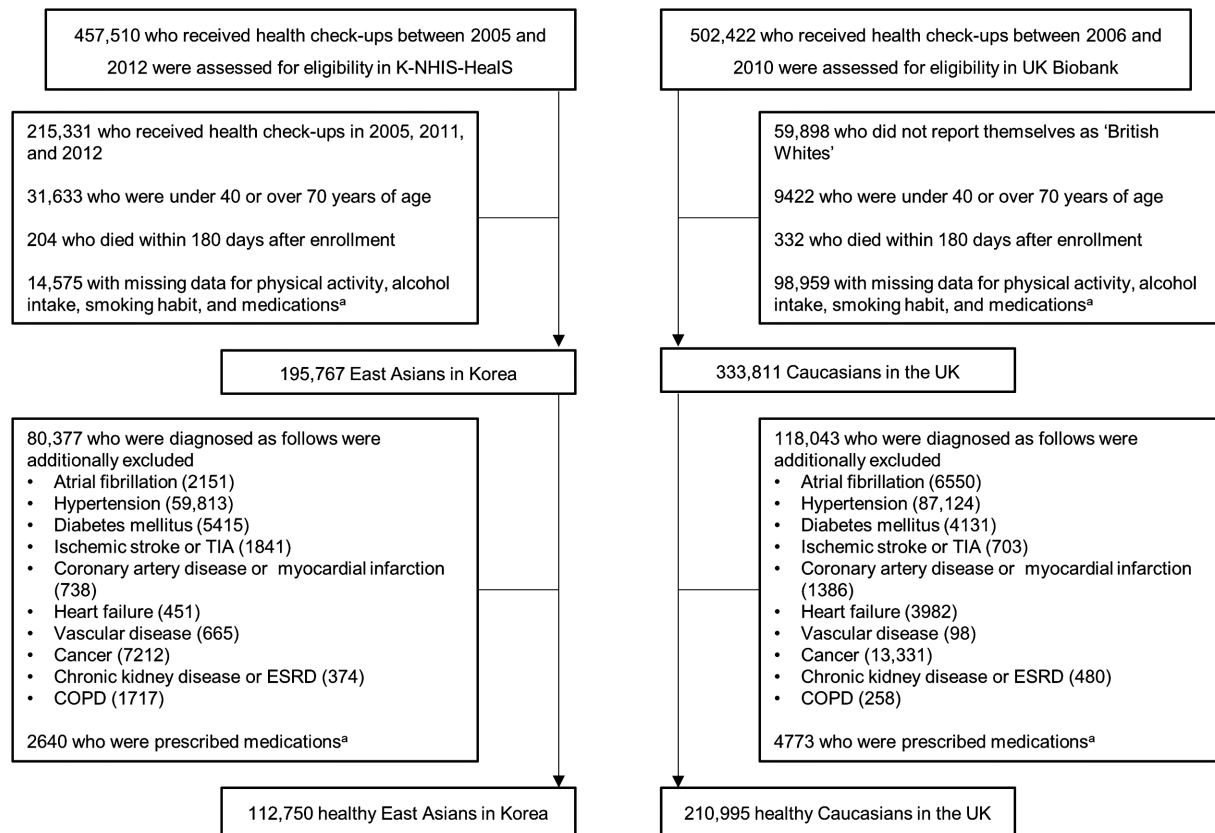 457,510 who received health check-ups between 2005 and
2012 were assessed for eligibility in K-NHIS-HealS
215,331 who received health check-ups in 2005, 2011,
and 2012
31,633 who were under 40 or over 70 years of age
204 who died within 180 days after enrollment
14,575 with missing data for physical activity, alcohol
intake, smoking habit, and medicationsᵃ
195,767 East Asians in Korea
80,377 who were diagnosed as follows were
additionally excluded
• Atrial fibrillation (2151)
• Hypertension (59,813)
• Diabetes mellitus (5415)
• Ischemic stroke or TIA (1841)
• Coronary artery disease or myocardial infarction
(738)
• Heart failure (451)
• Vascular disease (665)
• Cancer (7212)
• Chronic kidney disease or ESRD (374)
• COPD (1717)
2640 who were prescribed medicationsᵃ
112,750 healthy East Asians in Korea
502,422 who received health check-ups between 2006 and
2010 were assessed for eligibility in UK Biobank
59,898 who did not report themselves as ‘British
Whites’
9422 who were under 40 or over 70 years of age
332 who died within 180 days after enrollment
98,959 with missing data for physical activity, alcohol
intake, smoking habit, and medicationsᵃ
333,811 Caucasians in the UK
118,043 who were diagnosed as follows were
additionally excluded
• Atrial fibrillation (6550)
• Hypertension (87,124)
• Diabetes mellitus (4131)
• Ischemic stroke or TIA (703)
• Coronary artery disease or myocardial infarction
(1386)
• Heart failure (3982)
• Vascular disease (98)
• Cancer (13,331)
• Chronic kidney disease or ESRD (480)
• COPD (258)
4773 who were prescribed medicationsᵃ
210,995 healthy Caucasians in the UK